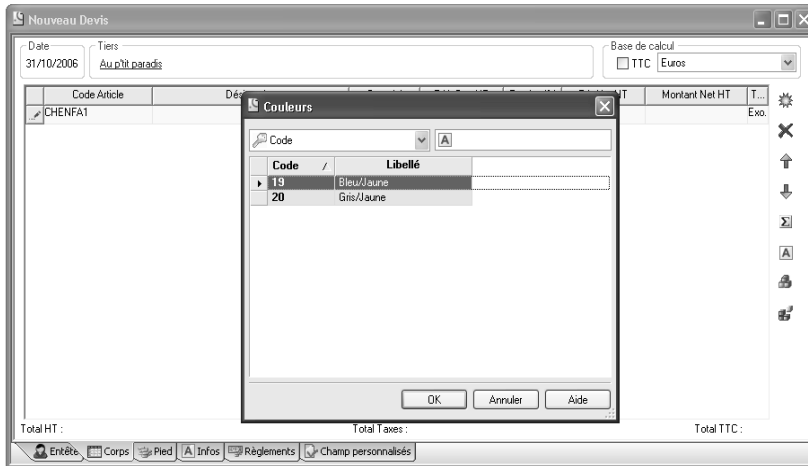 Nouveau Devis
Date
31/10/2006
Tiers
Au p'tit paradis
Base de calcul
TTC
Euros
Code Article
Montant Net HT
T...
CHENFA1
Exo.
Couleurs
Code
A
Code
Libellé
19
Bleu/Jaune
20
Gris/Jaune
OK
Annuler
Aide
Total HT :
Total Taxes :
Total TTC :
Entête
Corps
Pied
Infos
Règlements
Champ personnalisés